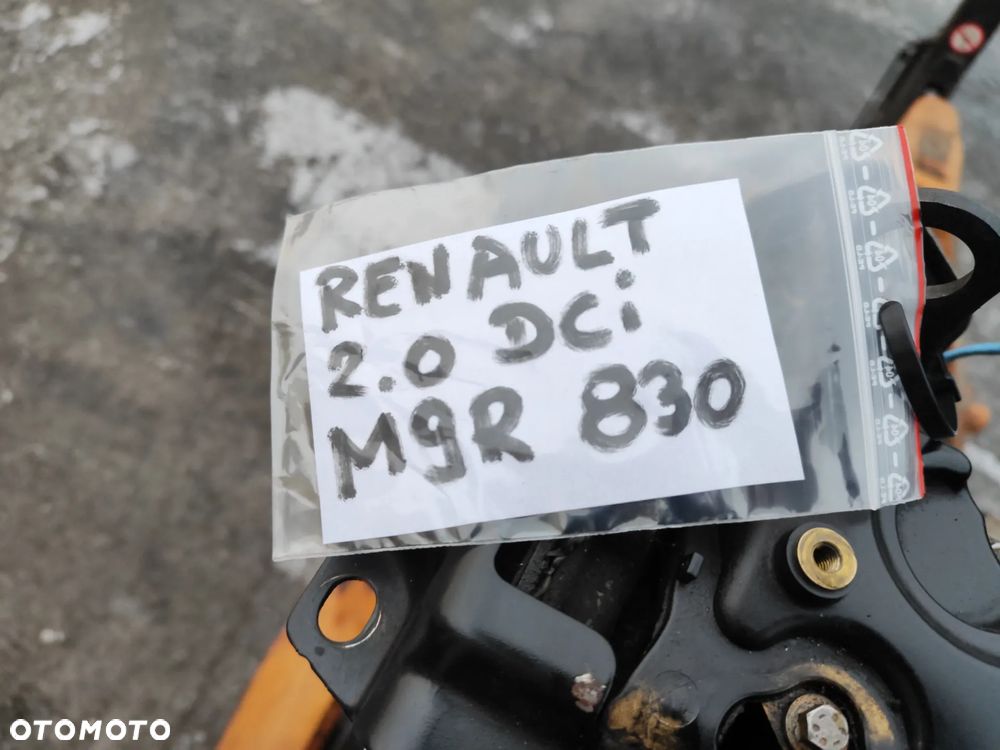 RENAULT
2.0 DCi
M9R 830
OTOMOTO